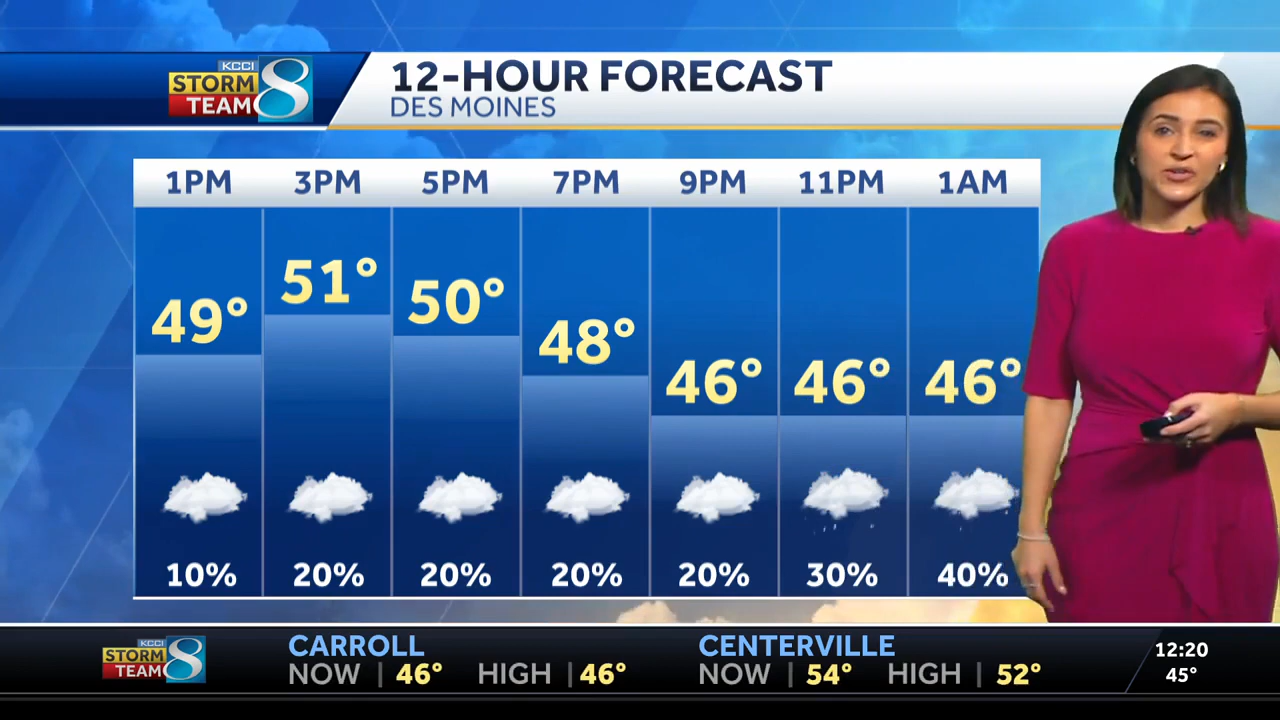 KCCI
STORM
TEAM 8
12-HOUR FORECAST
DES MOINES
1PM 3PM 5PM 7PM 9PM 11PM 1AM
49° 51° 50° 48° 46° 46° 46°
10% 20% 20% 20% 20% 30% 40%
KCCI
STORM
TEAM 8
CARROLL
NOW | 46° HIGH | 46°
CENTERVILLE
NOW | 54° HIGH | 52°
12:20
45°